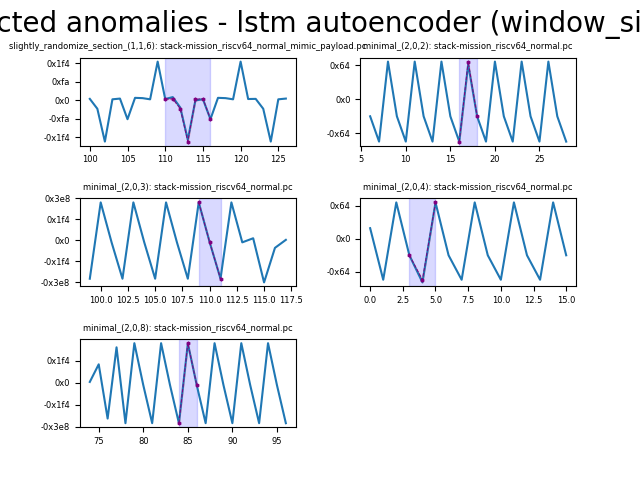 cted anomalies - lstm autoencoder (window_si
slightly_randomize_section_(1,1,6): stack-mission_riscv64_normal_mimic_payload.pc
minimal_(2,0,2): stack-mission_riscv64_normal.pc
0x1f4
0xfa
0x0
-0xfa
-0x1f4
100 105 110 115 120 125
0x64
0x0
-0x64
5 10 15 20 25
minimal_(2,0,3): stack-mission_riscv64_normal.pc
minimal_(2,0,4): stack-mission_riscv64_normal.pc
0x3e8
0x1f4
0x0
-0x1f4
-0x3e8
100.0 102.5 105.0 107.5 110.0 112.5 115.0 117.5
0x64
0x0
-0x64
0.0 2.5 5.0 7.5 10.0 12.5 15.0
minimal_(2,0,8): stack-mission_riscv64_normal.pc
0x1f4
0x0
-0x1f4
-0x3e8
75 80 85 90 95